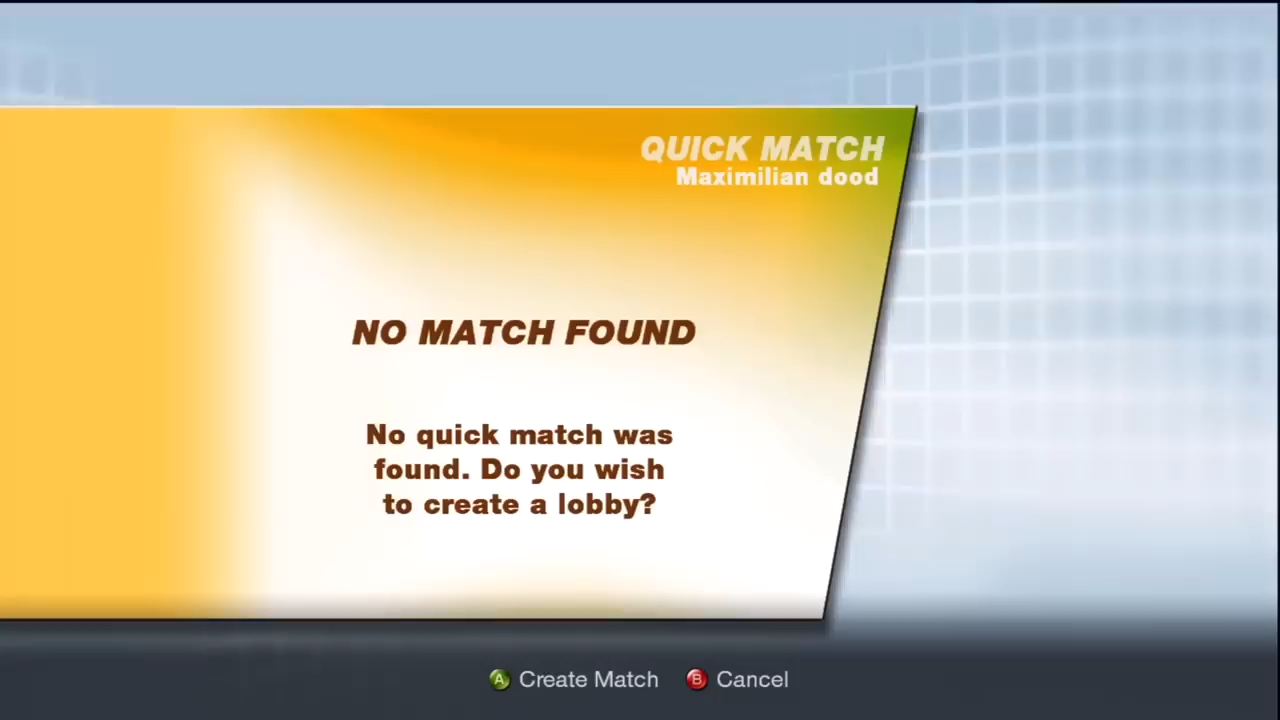 QUICK MATCH
Maximilian dood
NO MATCH FOUND
No quick match was
found. Do you wish
to create a lobby?
A Create Match B Cancel